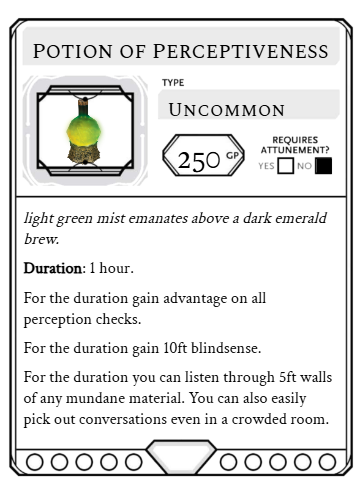 POTION OF PERCEPTIVENESS
TYPE
UNCOMMON
250 GP
REQUIRES
ATTUNEMENT?
YES NO
light green mist emanates above a dark emerald
brew.
Duration: 1 hour.
For the duration gain advantage on all
perception checks.
For the duration gain 10ft blindsense.
For the duration you can listen through 5ft walls
of any mundane material. You can also easily
pick out conversations even in a crowded room.